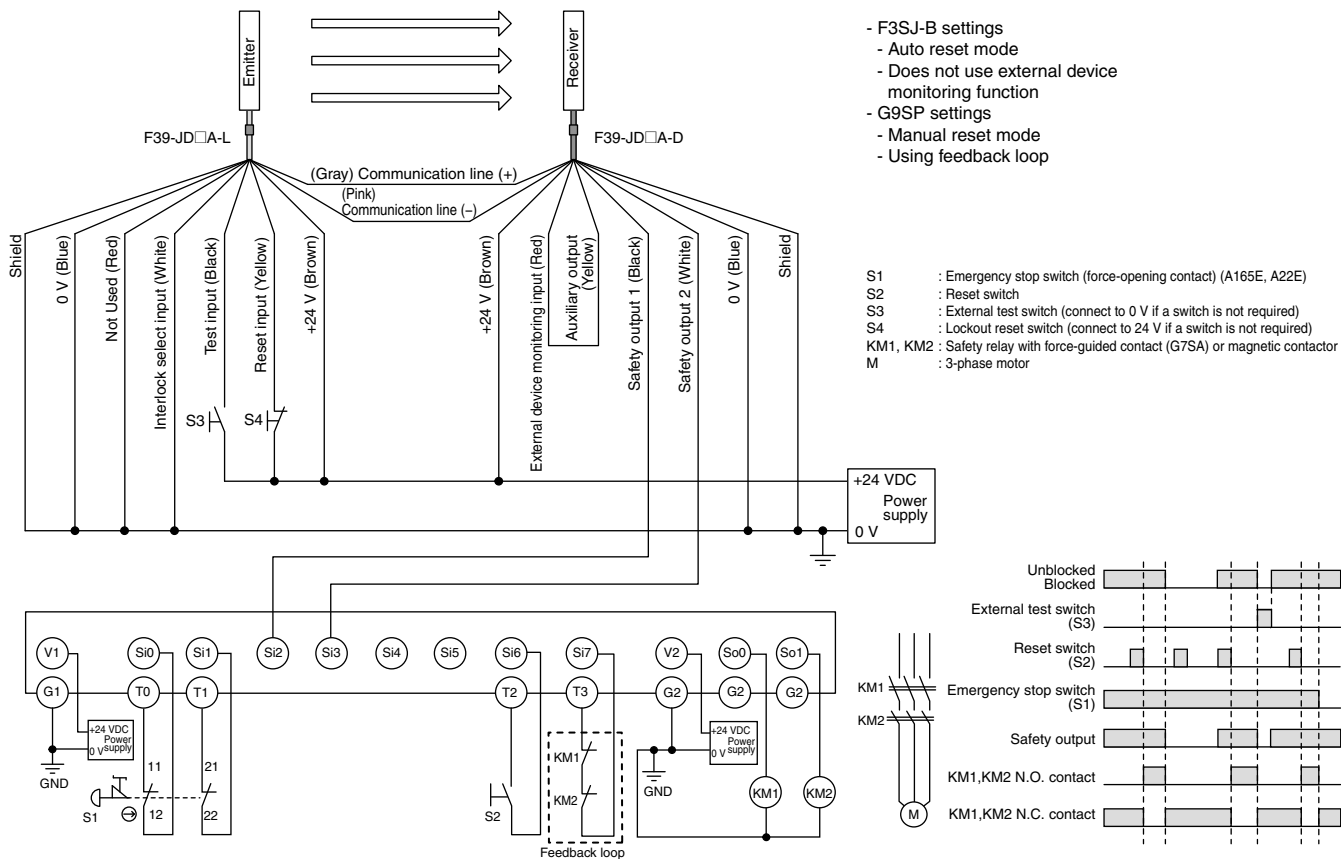 Emitter
Receiver
F39-JD□A-L
F39-JD□A-D
- F3SJ-B settings
- Auto reset mode
- Does not use external device
monitoring function
- G9SP settings
- Manual reset mode
- Using feedback loop
(Gray) Communication line (+)
(Pink)
Communication line (−)
Shield
0 V (Blue)
Not Used (Red)
Interlock select input (White)
Test input (Black)
Reset input (Yellow)
+24 V (Brown)
+24 V (Brown)
External device monitoring input (Red)
Auxiliary output
(Yellow)
Safety output 1 (Black)
Safety output 2 (White)
0 V (Blue)
Shield
S3
S4
S1 : Emergency stop switch (force-opening contact) (A165E, A22E)
S2 : Reset switch
S3 : External test switch (connect to 0 V if a switch is not required)
S4 : Lockout reset switch (connect to 24 V if a switch is not required)
KM1, KM2 : Safety relay with force-guided contact (G7SA) or magnetic contactor
M : 3-phase motor
+24 VDC
Power
supply
0 V
V1 Si0 Si1 Si2 Si3 Si4 Si5 Si6 Si7 V2 So0 So1
G1 T0 T1 T2 T3 G2 G2 G2
+24 VDC
Power
supply
0 V
GND
11
12
21
22
S1
S2
KM1
KM2
Feedback loop
+24 VDC
Power
supply
0 V
GND
KM1
KM2
KM1
KM2
M
Unblocked
Blocked
External test switch
(S3)
Reset switch
(S2)
Emergency stop switch
(S1)
Safety output
KM1,KM2 N.O. contact
KM1,KM2 N.C. contact